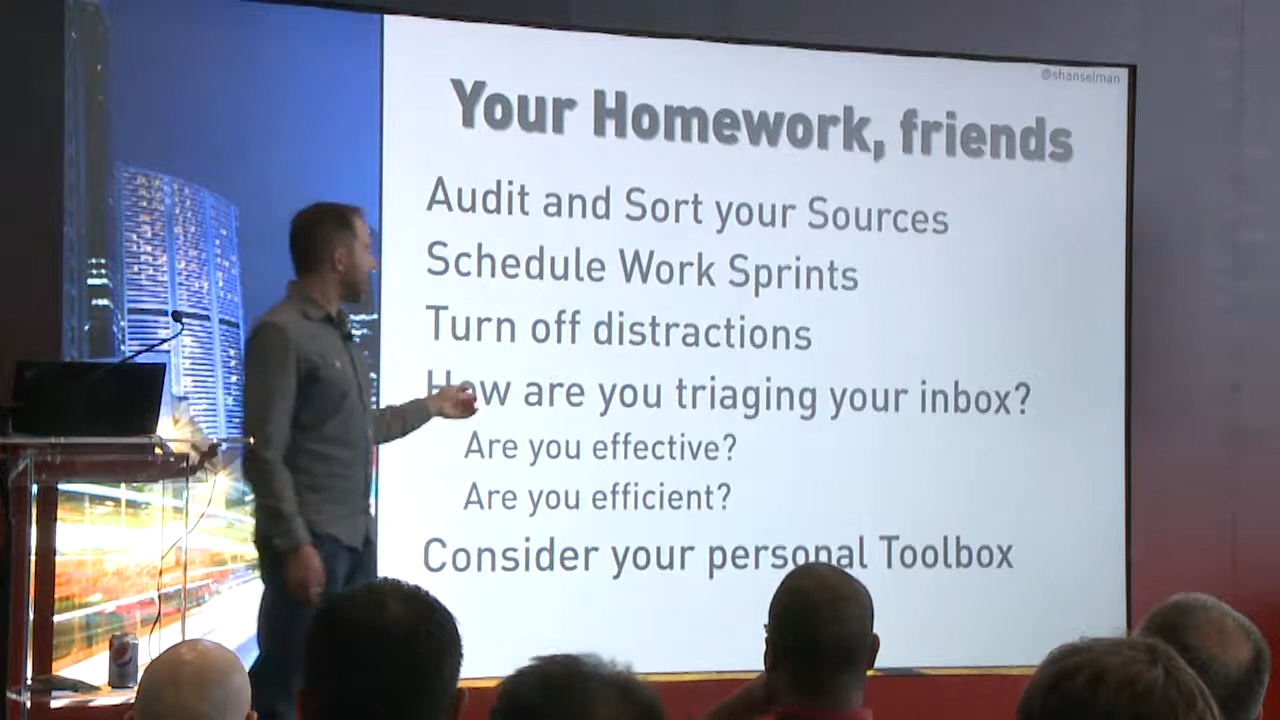 @shanselman
Your Homework, friends
Audit and Sort your Sources
Schedule Work Sprints
Turn off distractions
How are you triaging your inbox?
Are you effective?
Are you efficient?
Consider your personal Toolbox